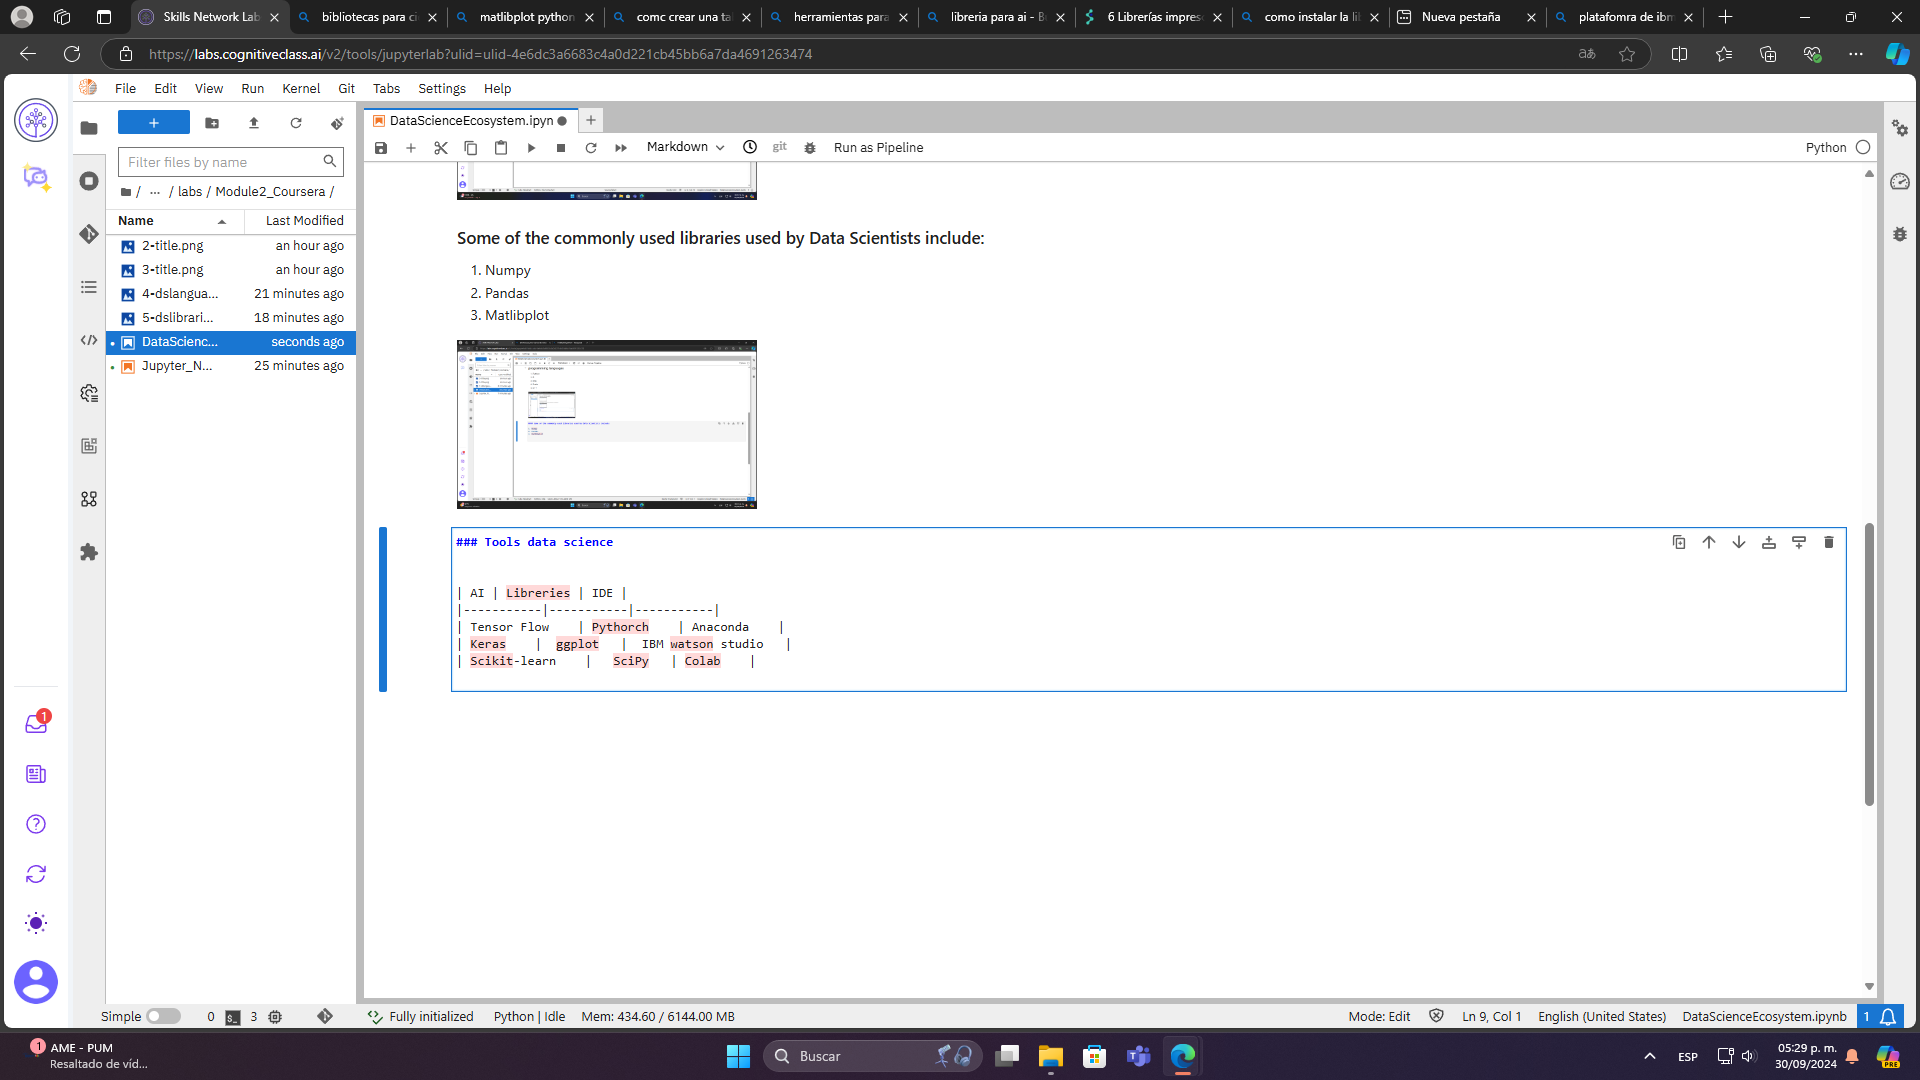 Skills Network Lab
bibliotecas para ci
matlibplot python
comc crear una ta
herramientas para
libreria para ai - B
6 Librerías impres
como instalar la li
Nueva pestaña
platafomra de ibm
https://labs.cognitiveclass.ai/v2/tools/jupyterlab?ulid=ulid-4e6dc3a6683c4a0d221cb45bb6a7da4691263474
File Edit View Run Kernel Git Tabs Settings Help
DataScienceEcosystem.ipyn
Markdown
git
Run as Pipeline
Python
Filter files by name
/ ... / labs / Module2_Coursera /
Name Last Modified
2-title.png an hour ago
3-title.png an hour ago
4-dslangua... 21 minutes ago
5-dslibrari... 18 minutes ago
DataScienc... seconds ago
Jupyter_N... 25 minutes ago
Some of the commonly used libraries used by Data Scientists include:
1. Numpy
2. Pandas
3. Matlibplot
### Tools data science
| AI | Libreries | IDE |
|-----------|-----------|-----------|
| Tensor Flow | Pythorch | Anaconda |
| Keras | ggplot | IBM watson studio |
| Scikit-learn | SciPy | Colab |
1
Simple 0 3 Fully initialized Python | Idle Mem: 434.60 / 6144.00 MB
Mode: Edit Ln 9, Col 1 English (United States) DataScienceEcosystem.ipynb 1
1
AME - PUM
Resaltado de víd...
Buscar
ESP
05:29 p. m.
30/09/2024
PRE